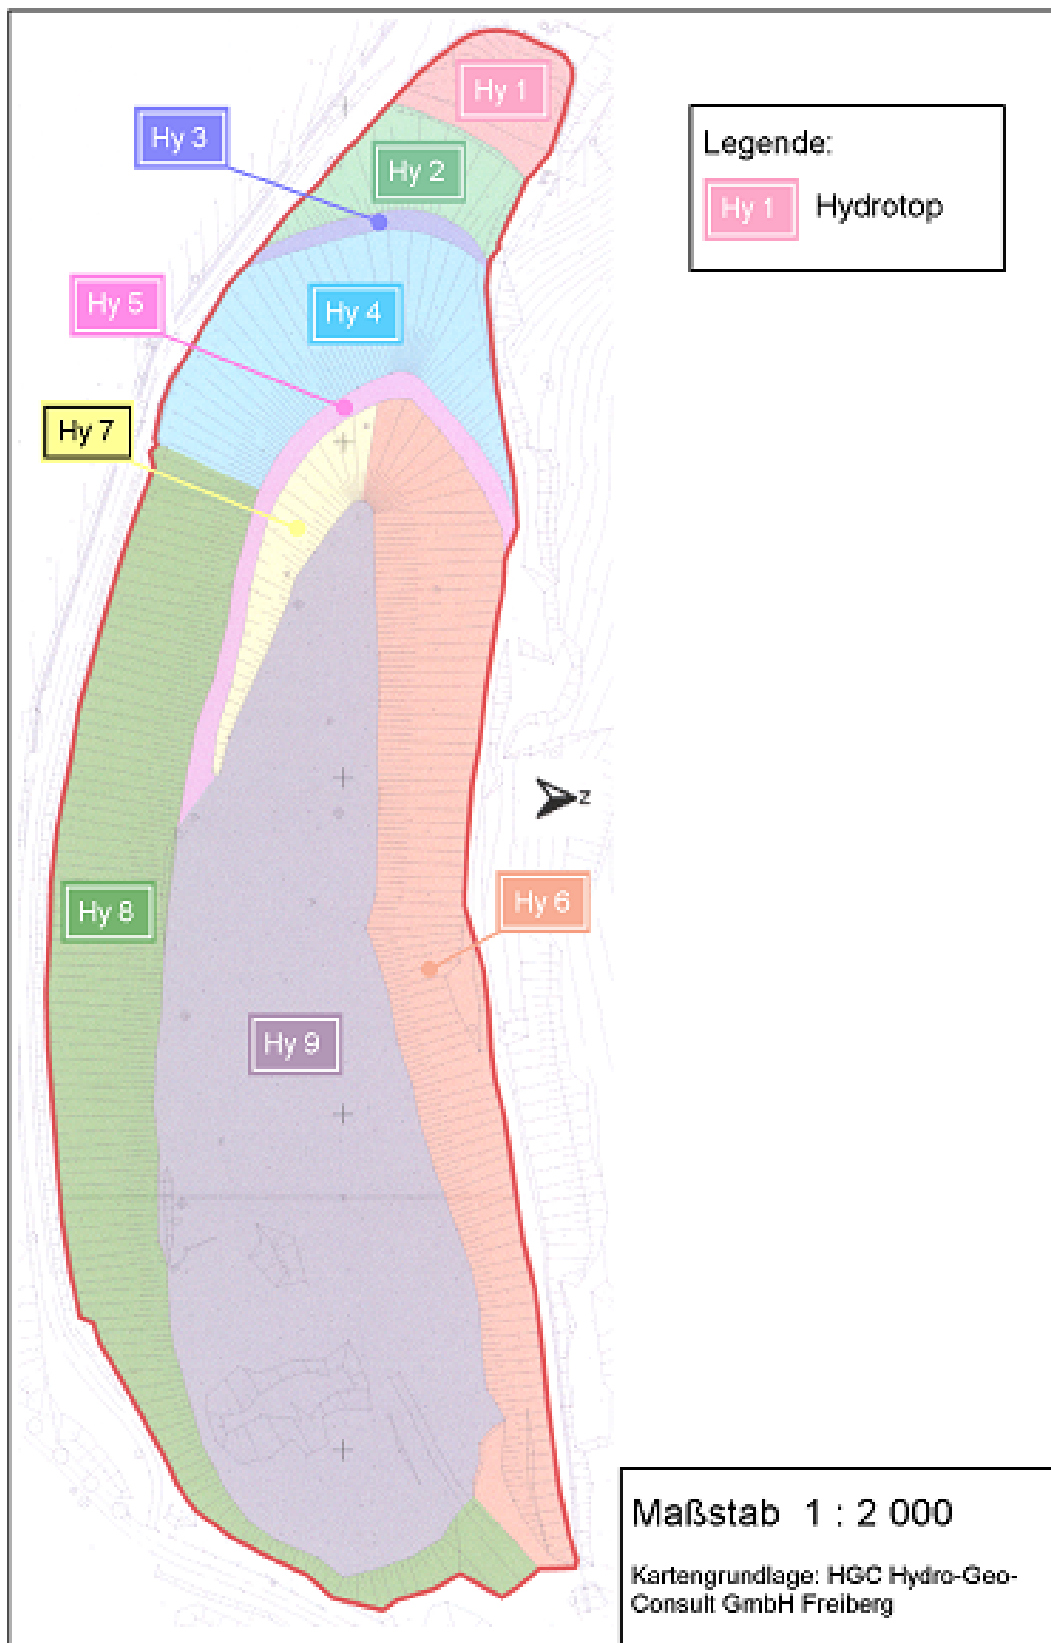 Hy 1
Hy 3
Hy 2
Legende:
Hy 1 Hydrotop
Hy 5
Hy 4
Hy 7
N
Hy 8
Hy 6
Hy 9
Maßstab 1 : 2 000
Kartengrundlage: HGC Hydro-Geo-
Consult GmbH Freiberg